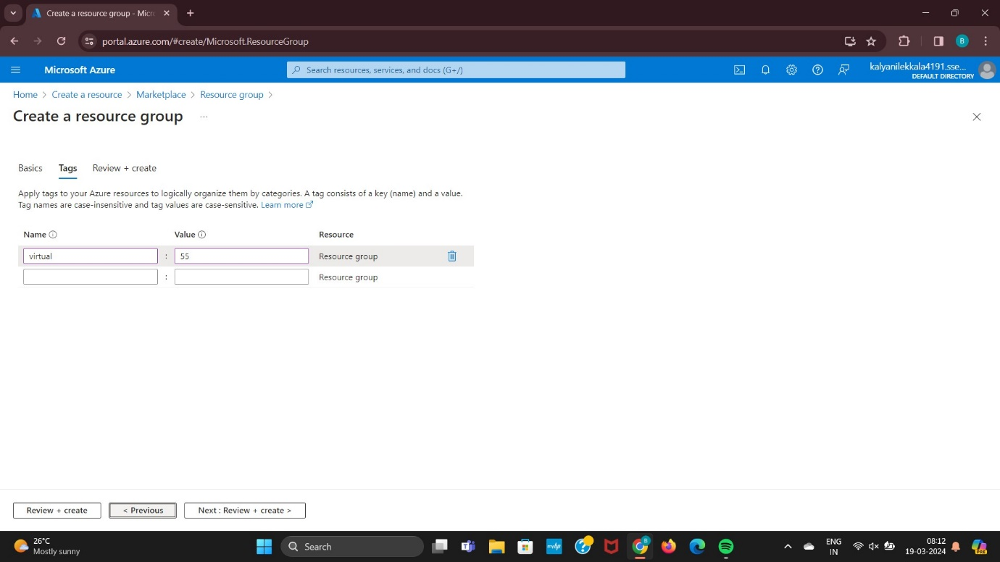 Create a resource group - Micr
portal.azure.com/#create/Microsoft.ResourceGroup
B
Microsoft Azure
Search resources, services, and docs (G+/)
kalyanilekkala4191.sse...
DEFAULT DIRECTORY
Home > Create a resource > Marketplace > Resource group >
Create a resource group ...
Basics Tags Review + create
Apply tags to your Azure resources to logically organize them by categories. A tag consists of a key (name) and a value.
Tag names are case-insensitive and tag values are case-sensitive. Learn more
Name Value Resource
virtual : 55 Resource group
: Resource group
Review + create < Previous Next : Review + create >
26°C
Mostly sunny
Search
myhp
B
ENG
IN
08:12
19-03-2024
PRE